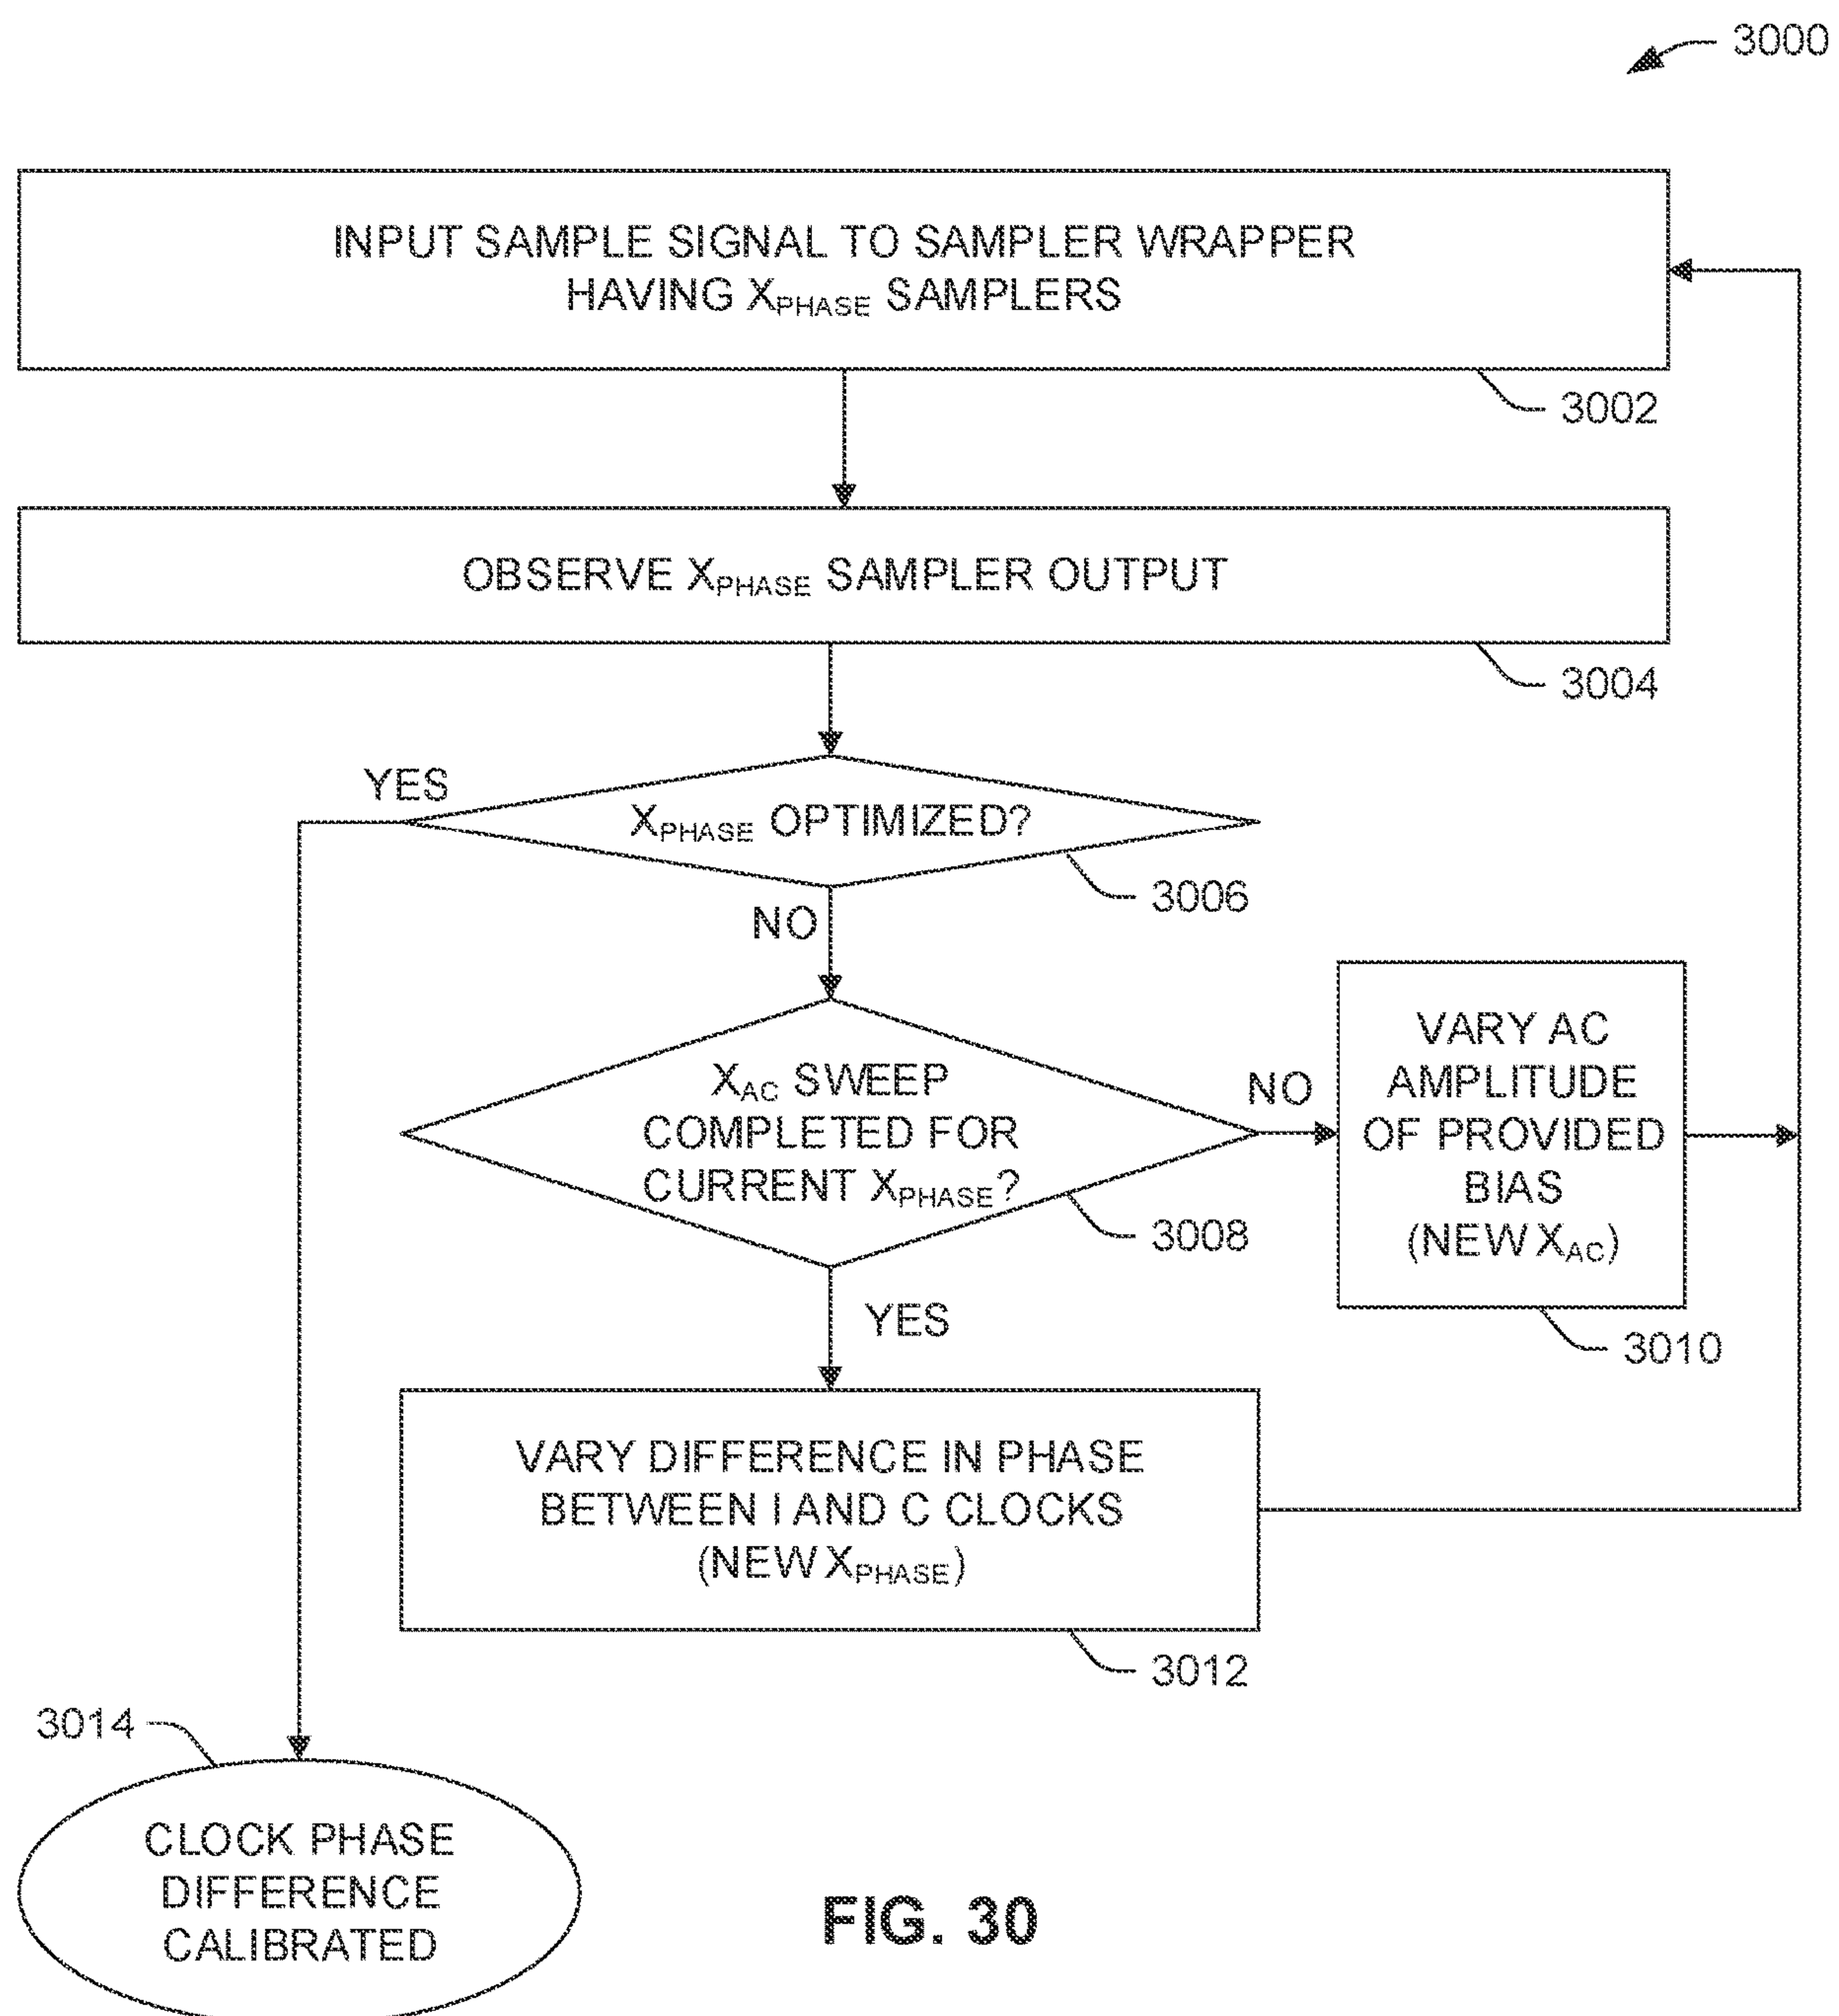 3000
INPUT SAMPLE SIGNAL TO SAMPLER WRAPPER
HAVING XPHASE SAMPLERS
3002
OBSERVE XPHASE SAMPLER OUTPUT
3004
YES
XPHASE OPTIMIZED?
3006
NO
XAC SWEEP
COMPLETED FOR
CURRENT XPHASE?
3008
NO
VARY AC
AMPLITUDE
OF PROVIDED
BIAS
(NEW XAC)
3010
YES
VARY DIFFERENCE IN PHASE
BETWEEN I AND C CLOCKS
(NEW XPHASE)
3012
3014
CLOCK PHASE
DIFFERENCE
CALIBRATED
FIG. 30